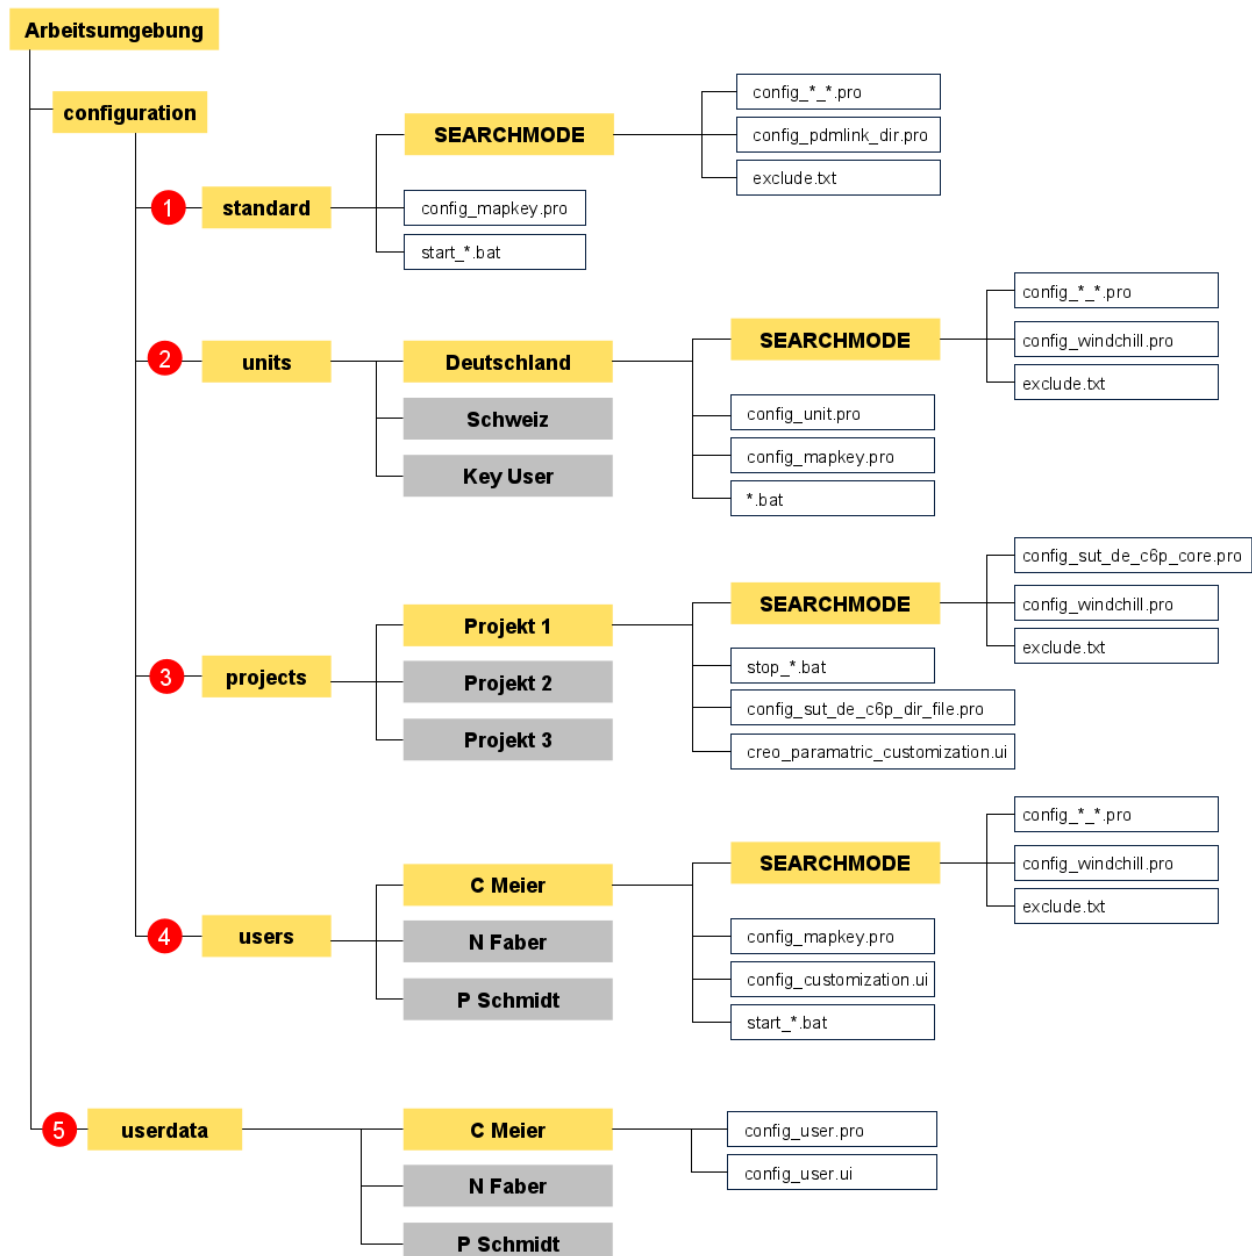 Arbeitsumgebung
configuration
1
standard
SEARCHMODE
config_*_*.pro
config_pdmlink_dir.pro
exclude.txt
config_mapkey.pro
start_*.bat
2
units
Deutschland
SEARCHMODE
config_*_*.pro
config_windchill.pro
exclude.txt
config_unit.pro
config_mapkey.pro
*.bat
Schweiz
Key User
3
projects
Projekt 1
SEARCHMODE
config_sut_de_c6p_core.pro
config_windchill.pro
exclude.txt
stop_*.bat
config_sut_de_c6p_dir_file.pro
creo_paramatric_customization.ui
Projekt 2
Projekt 3
4
users
C Meier
SEARCHMODE
config_*_*.pro
config_windchill.pro
exclude.txt
config_mapkey.pro
config_customization.ui
start_*.bat
N Faber
P Schmidt
5
userdata
C Meier
config_user.pro
config_user.ui
N Faber
P Schmidt